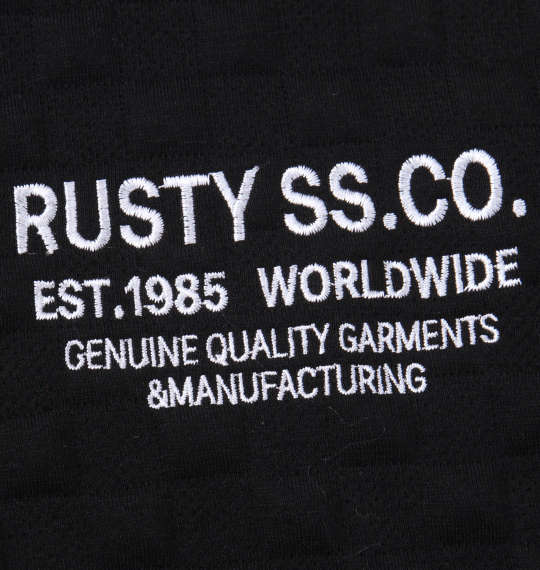 RUSTY SS.CO.
EST.1985 WORLDWIDE
GENUINE QUALITY GARMENTS
&MANUFACTURING